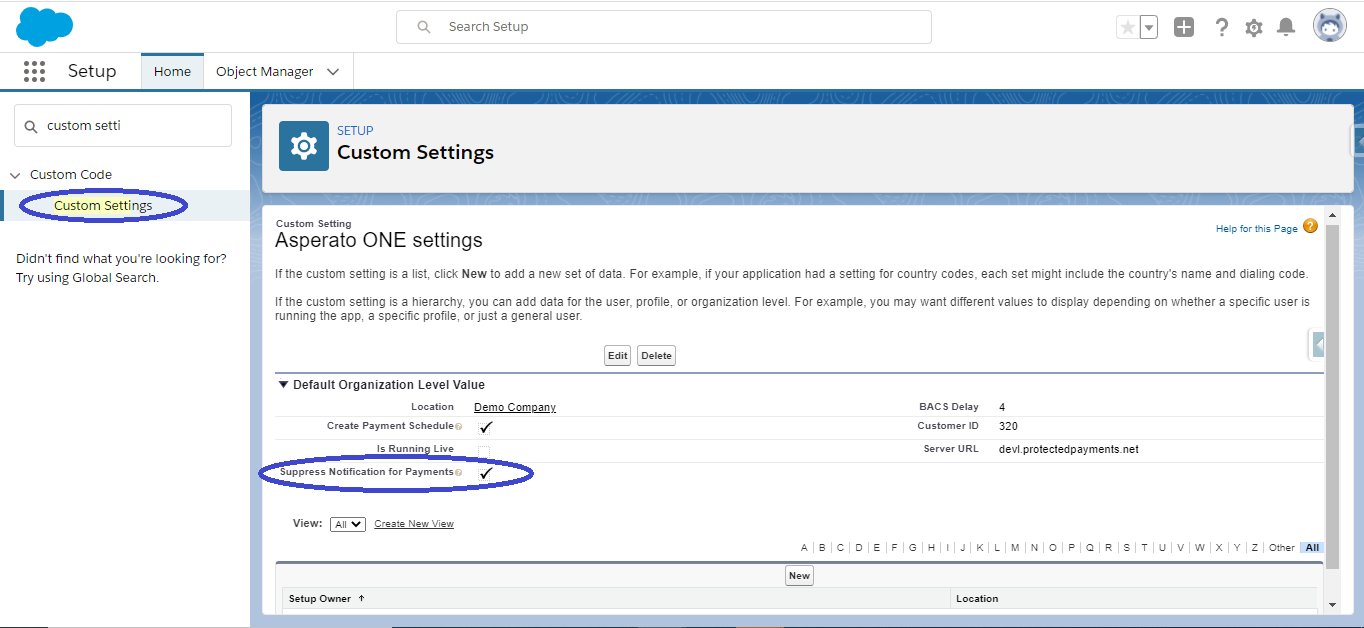 Search Setup
Setup
Home
Object Manager
custom setti
Custom Code
Custom Settings
Didn't find what you're looking for?
Try using Global Search.
SETUP
Custom Settings
Custom Setting
Asperato ONE settings
Help for this Page ?
If the custom setting is a list, click New to add a new set of data. For example, if your application had a setting for country codes, each set might include the country's name and dialing code.
If the custom setting is a hierarchy, you can add data for the user, profile, or organization level. For example, you may want different values to display depending on whether a specific user is
running the app, a specific profile, or just a general user.
Edit Delete
Default Organization Level Value
Location Demo Company BACS Delay 4
Create Payment Schedule Customer ID 320
Is Running Live Server URL devl.protectedpayments.net
Suppress Notification for Payments
View: All Create New View
A | B | C | D | E | F | G | H | I | J | K | L | M | N | O | P | Q | R | S | T | U | V | W | X | Y | Z | Other All
New
Setup Owner ↑ Location